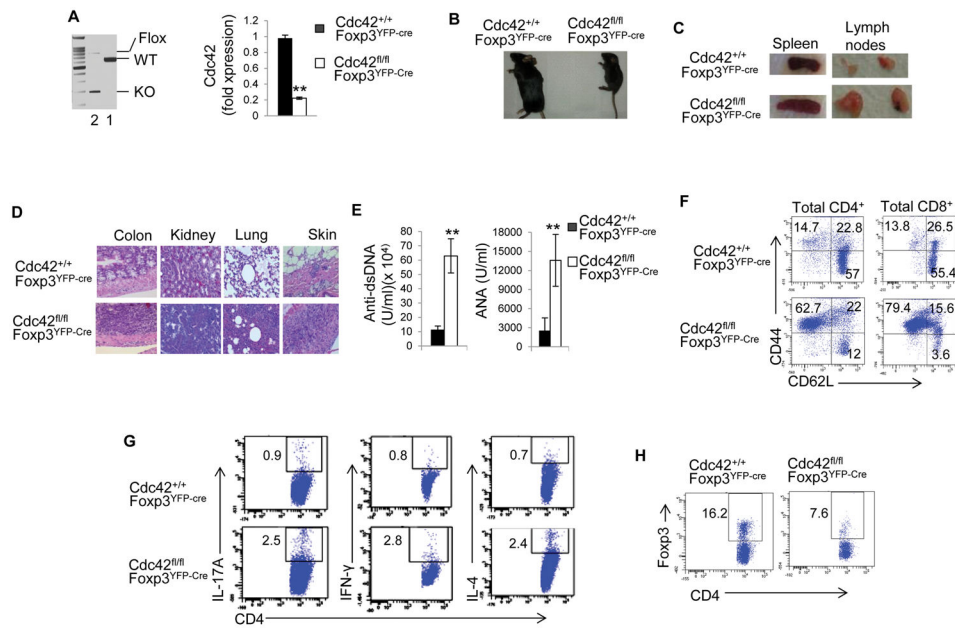 A
Flox
WT
KO
2 1
Cdc42
(fold xpression)
1.2
1
0.8
0.6
0.4
0.2
0
**
Cdc42+/+
Foxp3YFP-cre
Cdc42fl/fl
Foxp3YFP-Cre
B
Cdc42+/+
Foxp3YFP-cre
Cdc42fl/fl
Foxp3YFP-Cre
C
Spleen
Lymph
nodes
Cdc42+/+
Foxp3YFP-cre
Cdc42fl/fl
Foxp3YFP-Cre
D
Colon Kidney Lung Skin
Cdc42+/+
Foxp3YFP-cre
Cdc42fl/fl
Foxp3YFP-Cre
E
Anti-dsDNA
(U/ml)(x 10⁴)
80
70
60
50
40
30
20
10
0
**
ANA (U/ml)
18000
15000
12000
9000
6000
3000
0
**
Cdc42+/+
Foxp3YFP-cre
Cdc42fl/fl
Foxp3YFP-Cre
F
Total CD4+ Total CD8+
Cdc42+/+
Foxp3YFP-cre
14.7 22.8
57
13.8 26.5
55.4
Cdc42fl/fl
Foxp3YFP-Cre
62.7 22
12
79.4 15.6
3.6
CD44
CD62L
G
Cdc42+/+
Foxp3YFP-cre
0.9
0.8
0.7
Cdc42fl/fl
Foxp3YFP-Cre
2.5
2.8
2.4
IL-17A
IFN-γ
IL-4
CD4
H
Cdc42+/+
Foxp3YFP-cre
Cdc42fl/fl
Foxp3YFP-Cre
16.2
7.6
Foxp3
CD4